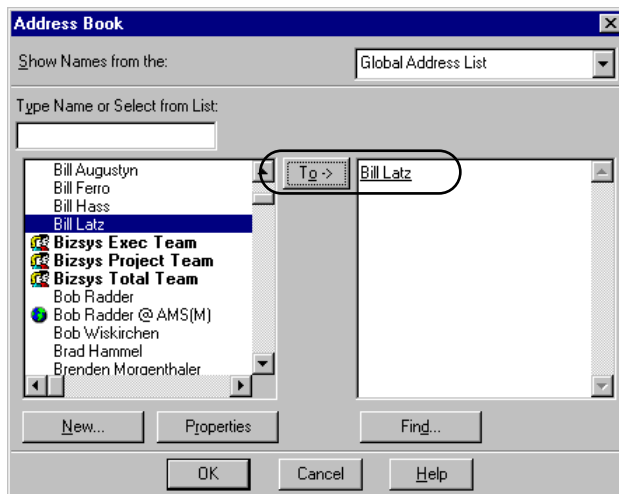 Address Book
Show Names from the:
Global Address List
Type Name or Select from List:
Bill Augustyn
Bill Ferro
Bill Hass
Bill Latz
Bizsys Exec Team
Bizsys Project Team
Bizsys Total Team
Bob Radder
Bob Radder @ AMS(M)
Bob Wiskirchen
Brad Hammel
Brenden Morgenthaler
To ->
Bill Latz
New...
Properties
Find...
OK
Cancel
Help